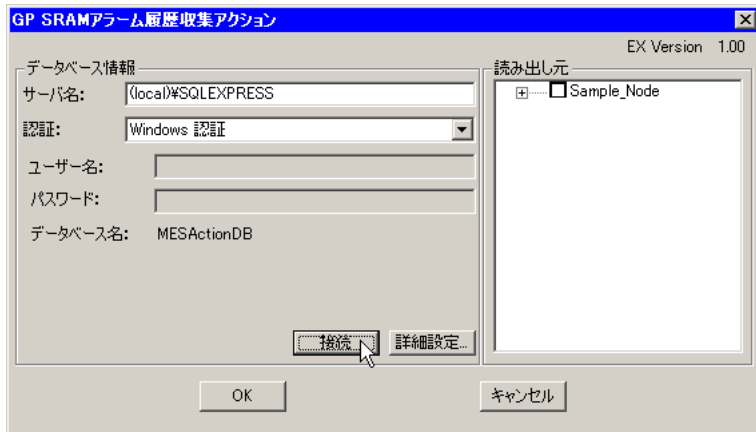 GP SRAMアラーム履歴収集アクション
EX Version 1.00
データベース情報
サーバ名: (local)¥SQLEXPRESS
認証: Windows 認証
ユーザー名:
パスワード:
データベース名: MESActionDB
接続 詳細設定...
読み出し元
Sample_Node
OK キャンセル